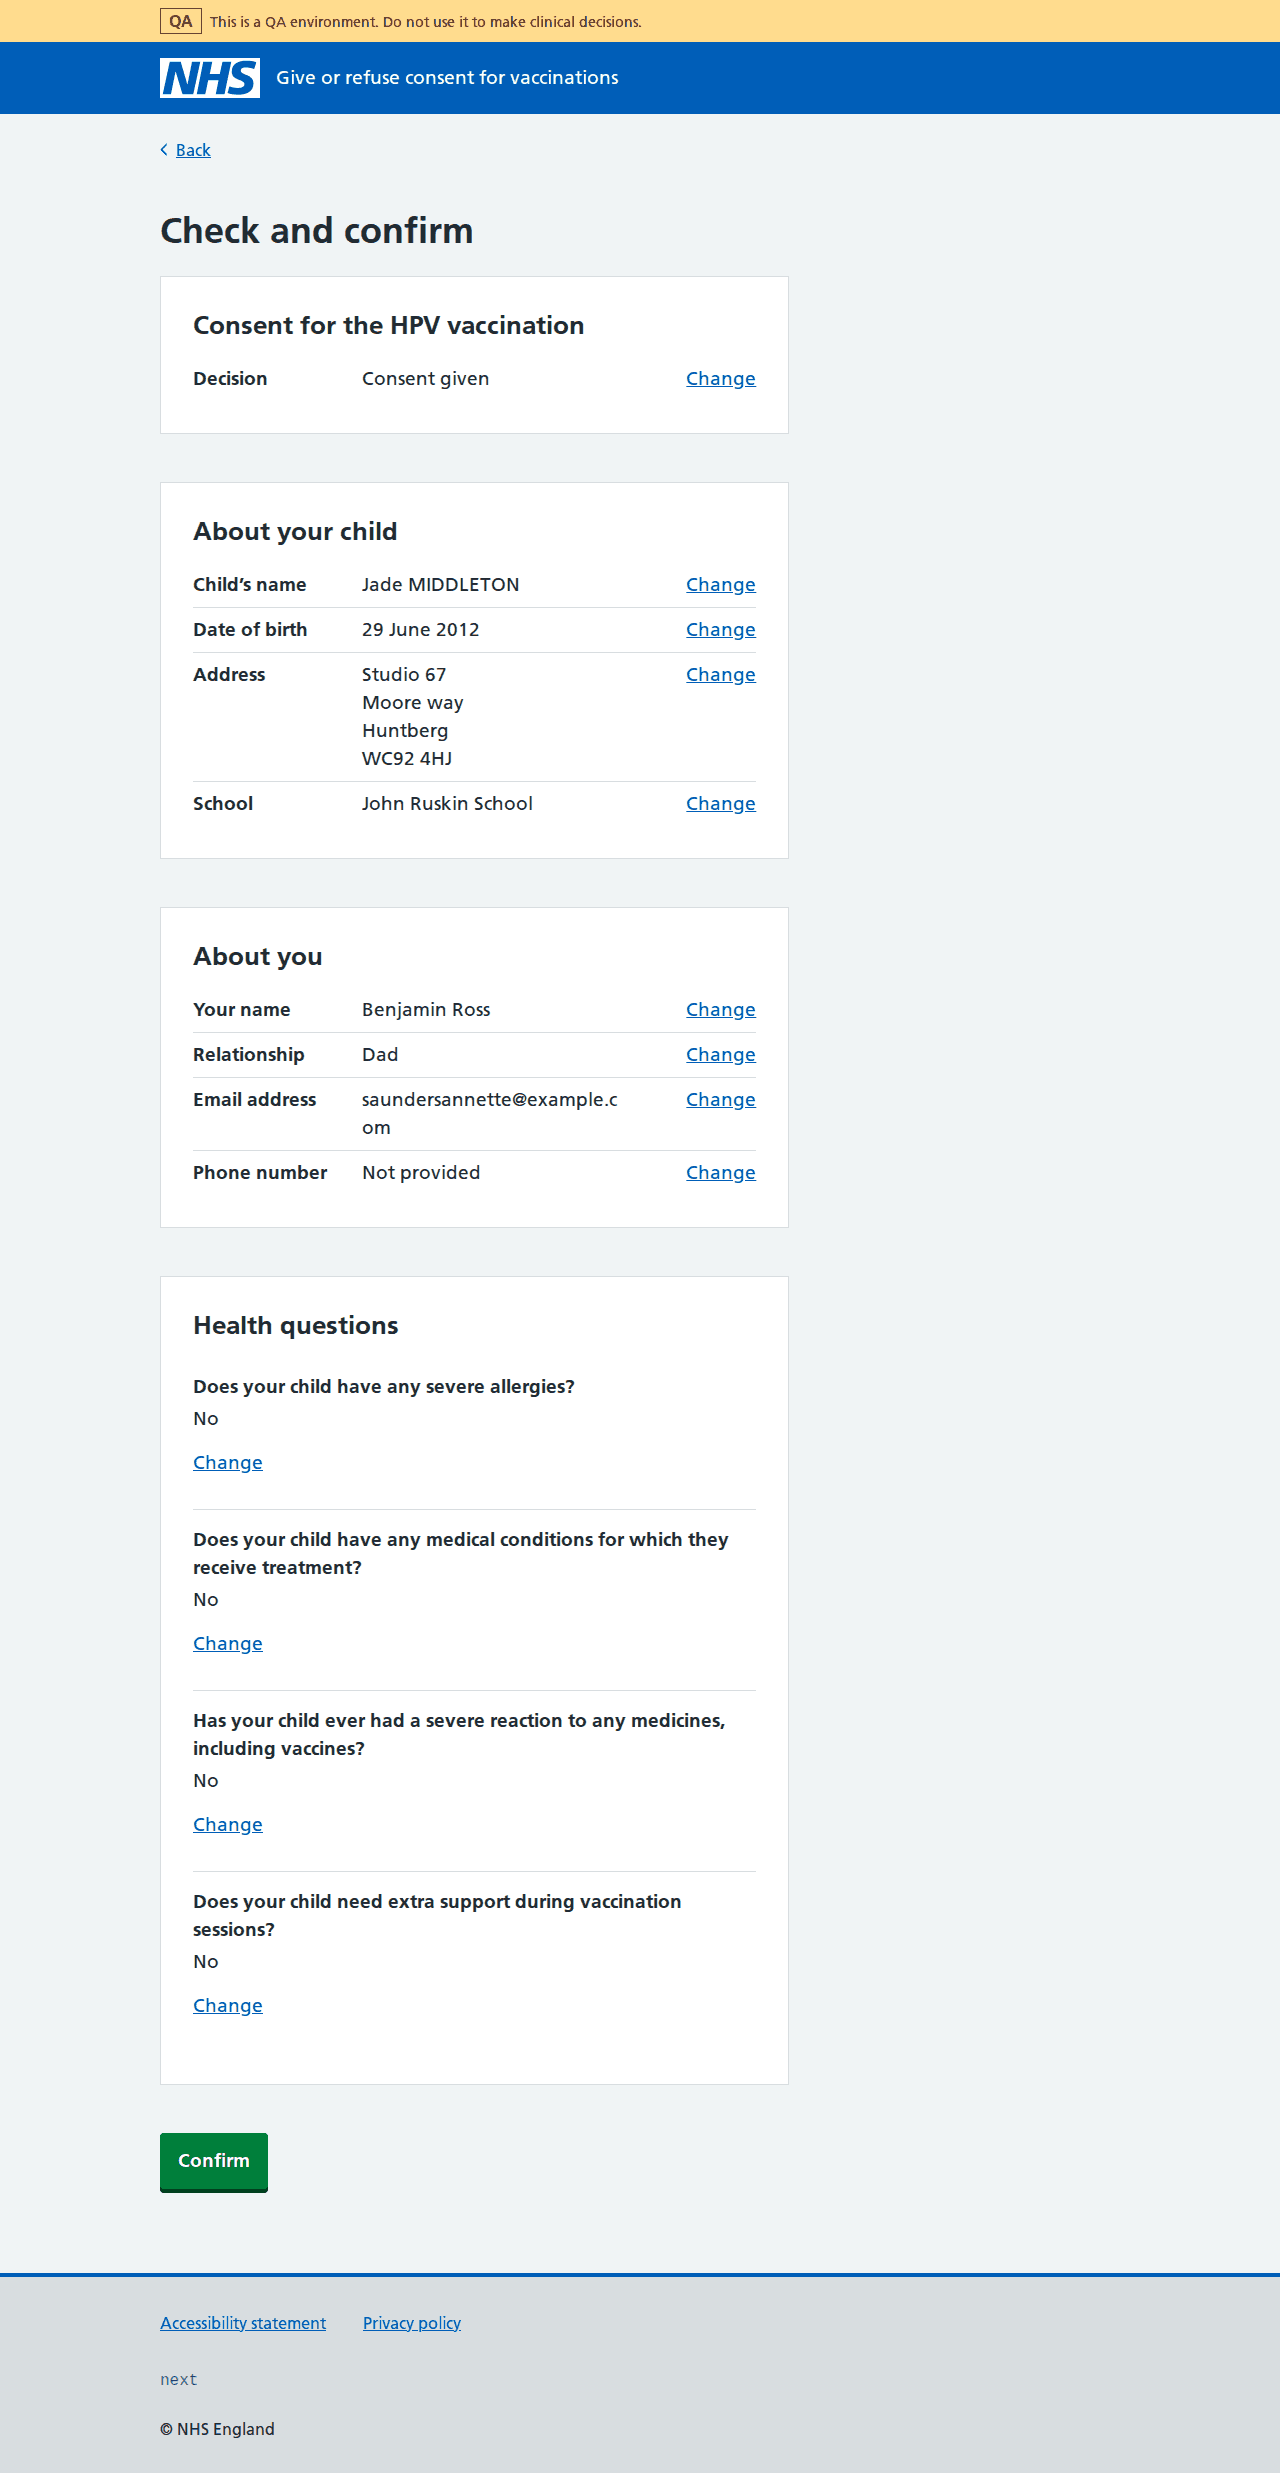 QA This is a QA environment. Do not use it to make clinical decisions.
NHS Give or refuse consent for vaccinations
Back
Check and confirm
Consent for the HPV vaccination
Decision Consent given Change
About your child
Child’s name Jade MIDDLETON Change
Date of birth 29 June 2012 Change
Address Studio 67 Change
Moore way
Huntberg
WC92 4HJ
School John Ruskin School Change
About you
Your name Benjamin Ross Change
Relationship Dad Change
Email address saundersannette@example.c Change
om
Phone number Not provided Change
Health questions
Does your child have any severe allergies?
No
Change
Does your child have any medical conditions for which they
receive treatment?
No
Change
Has your child ever had a severe reaction to any medicines,
including vaccines?
No
Change
Does your child need extra support during vaccination
sessions?
No
Change
Confirm
Accessibility statement Privacy policy
next
© NHS England